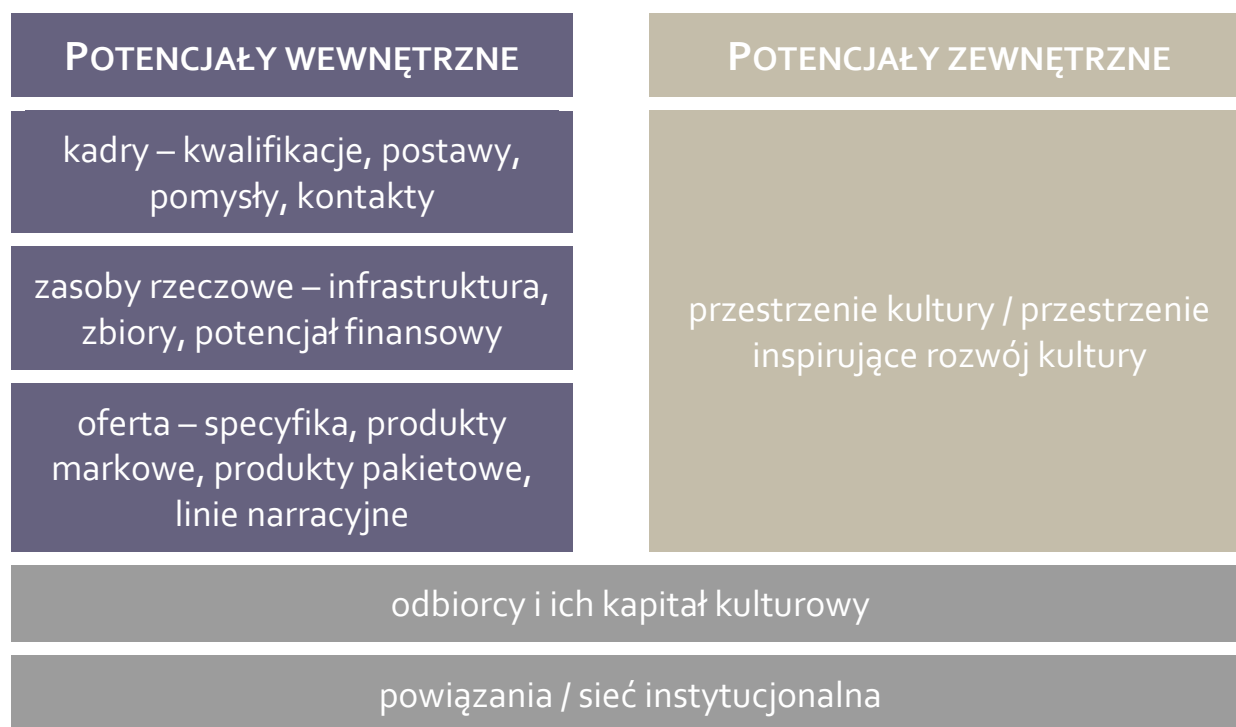 POTENCJAŁY WEWNĘTRZNE
kadry – kwalifikacje, postawy,
pomysły, kontakty
zasoby rzeczowe – infrastruktura,
zbiory, potencjał finansowy
oferta – specyfika, produkty
markowe, produkty pakietowe,
linie narracyjne
POTENCJAŁY ZEWNĘTRZNE
przestrzenie kultury / przestrzenie
inspirujące rozwój kultury
odbiorcy i ich kapitał kulturowy
powiązania / sieć instytucjonalna